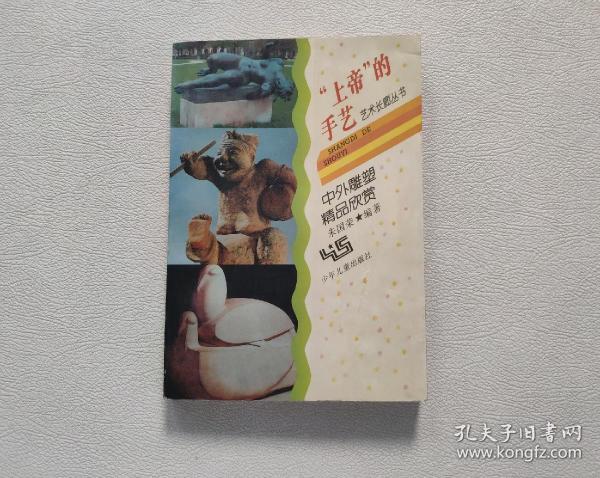 “上帝”的
手艺
艺术长廊丛书
SHANGDI DE
SHOUYI
中外雕塑
精品欣赏
朱国荣★编著
少年儿童出版社
孔夫子旧书网
www.kongfz.com